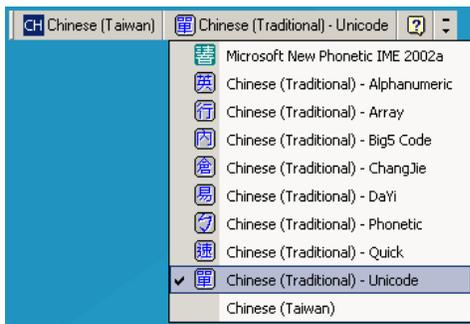 CH Chinese (Taiwan) 單 Chinese (Traditional) - Unicode ?
Microsoft New Phonetic IME 2002a
英 Chinese (Traditional) - Alphanumeric
行 Chinese (Traditional) - Array
內 Chinese (Traditional) - Big5 Code
倉 Chinese (Traditional) - ChangJie
易 Chinese (Traditional) - DaYi
ㄅ Chinese (Traditional) - Phonetic
速 Chinese (Traditional) - Quick
單 Chinese (Traditional) - Unicode
Chinese (Taiwan)